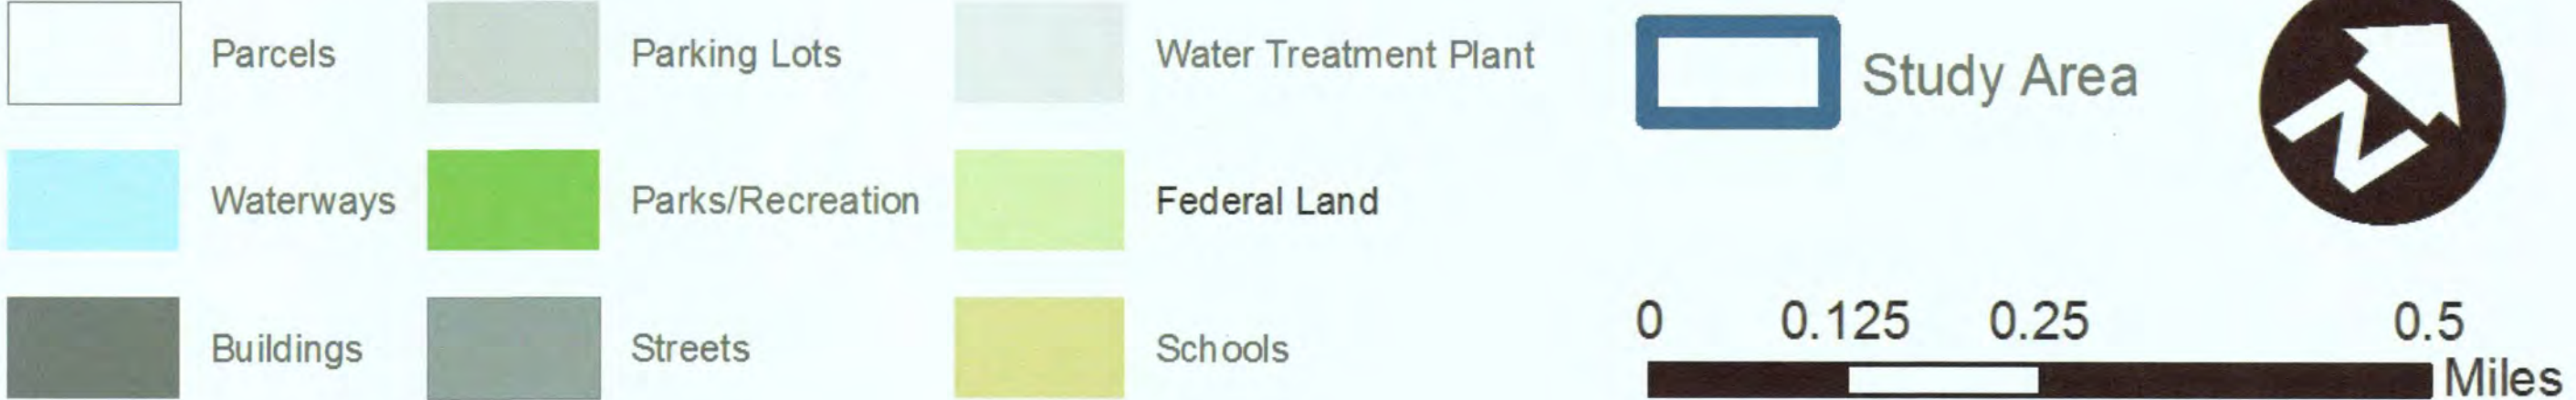 Parcels
Parking Lots
Water Treatment Plant
Study Area
N
Waterways
Parks/Recreation
Federal Land
Buildings
Streets
Schools
0 0.125 0.25 0.5
Miles